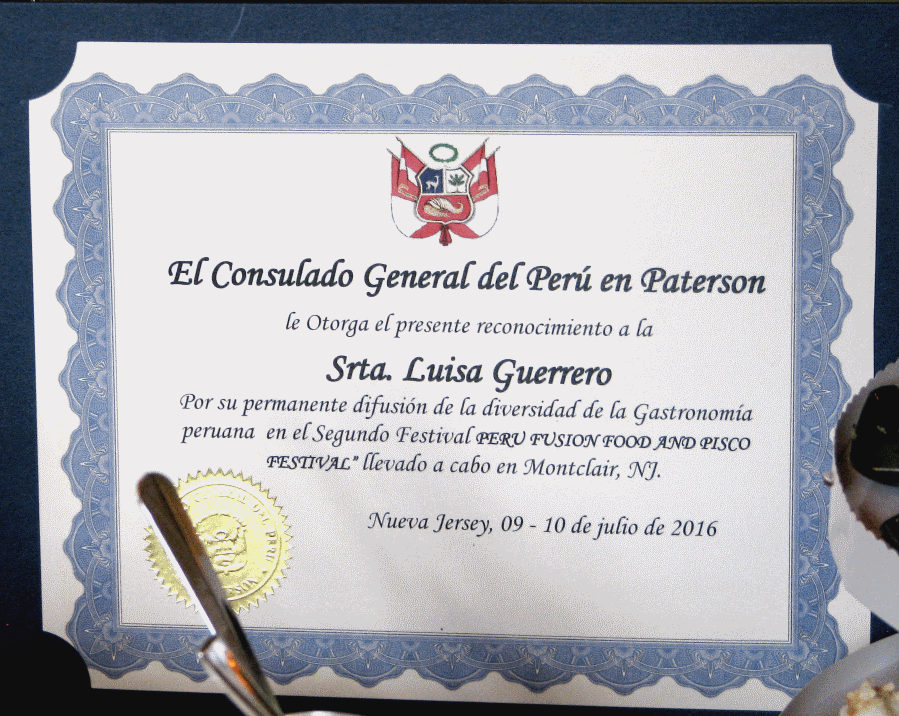 El Consulado General del Perú en Paterson
le Otorga el presente reconocimiento a la
Srta. Luisa Guerrero
Por su permanente difusión de la diversidad de la Gastronomía
peruana en el Segundo Festival PERU FUSION FOOD AND PISCO
FESTIVAL” llevado a cabo en Montclair, NJ.
Nueva Jersey, 09 - 10 de julio de 2016